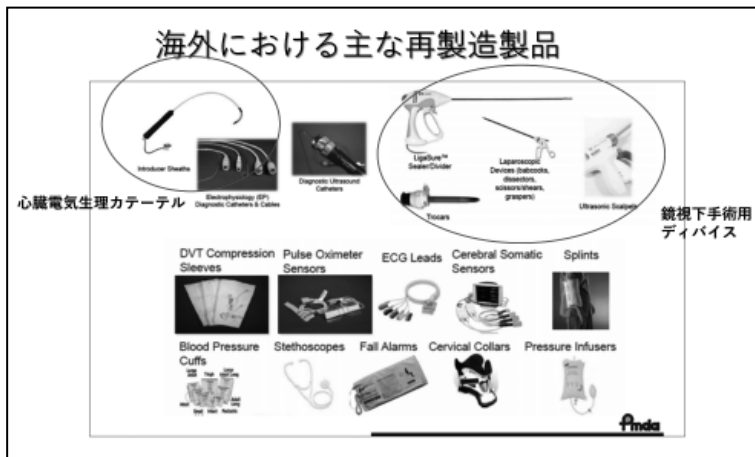 海外における主な再製造製品
Introducer Sheaths
Electrophysiology (EP)
Diagnostic Catheters & Cables
Diagnostic Ultrasound
Catheters
LigaSure™
Sealer/Divider
Laparoscopic
Devices (babcocks,
dissectors,
scissors/shears,
graspers)
Trocars
Ultrasonic Scalpels
心臓電気生理カテーテル
鏡視下手術用
ディバイス
DVT Compression
Sleeves
Pulse Oximeter
Sensors
ECG Leads
Cerebral Somatic
Sensors
Splints
Blood Pressure
Cuffs
Stethoscopes
Fall Alarms
Cervical Collars
Pressure Infusers
Pmda